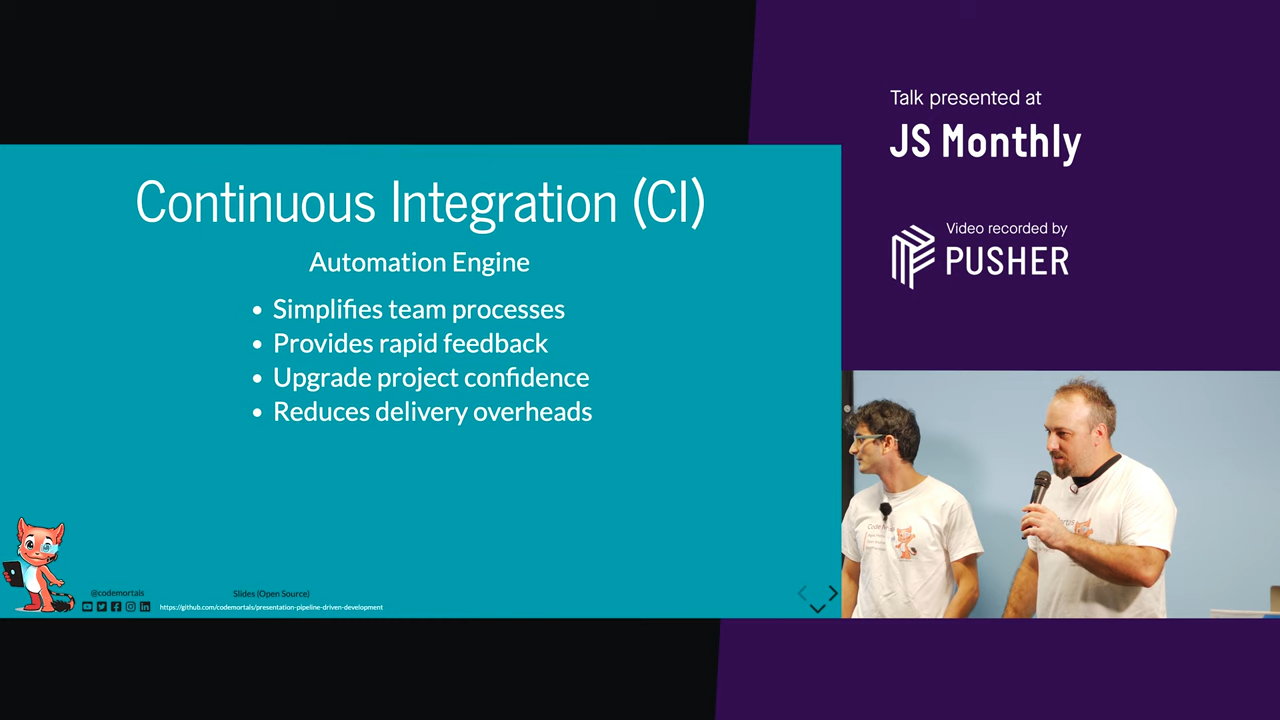 Talk presented at
JS Monthly
Video recorded by
PUSHER
Continuous Integration (CI)
Automation Engine
• Simplifies team processes
• Provides rapid feedback
• Upgrade project confidence
• Reduces delivery overheads
@codemortals
Slides (Open Source)
https://github.com/codemortals/presentation-pipeline-driven-development